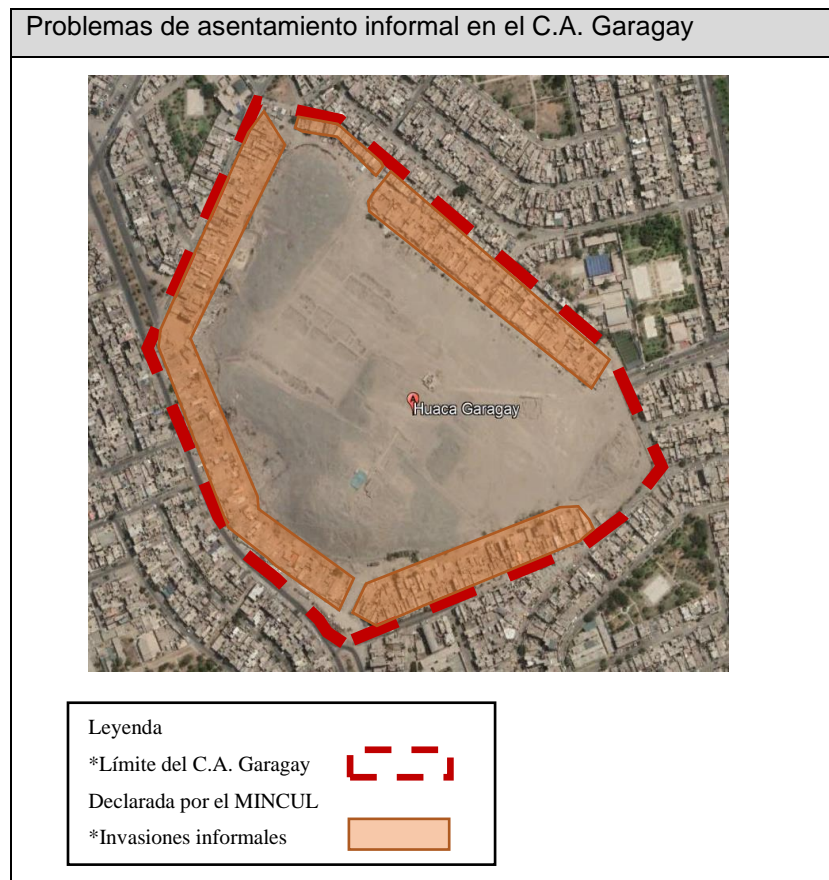 Problemas de asentamiento informal en el C.A. Garagay
A
Huaca Garagay
Leyenda
*Límite del C.A. Garagay
Declarada por el MINCUL
*Invasiones informales